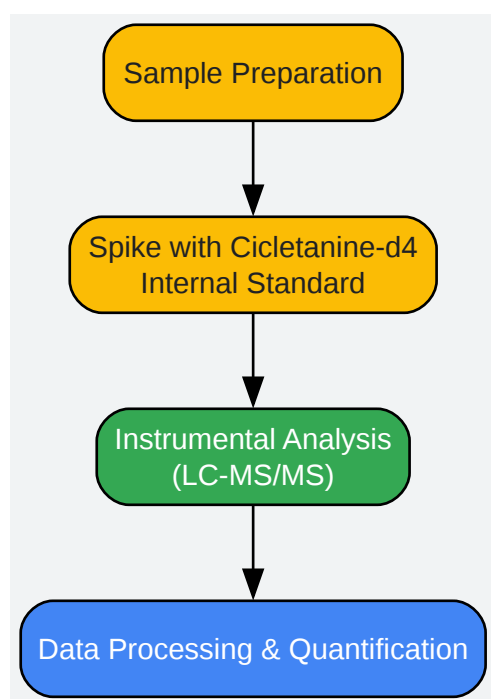 Sample Preparation
Spike with Cicletanine-d4
Internal Standard
Instrumental Analysis
(LC-MS/MS)
Data Processing & Quantification